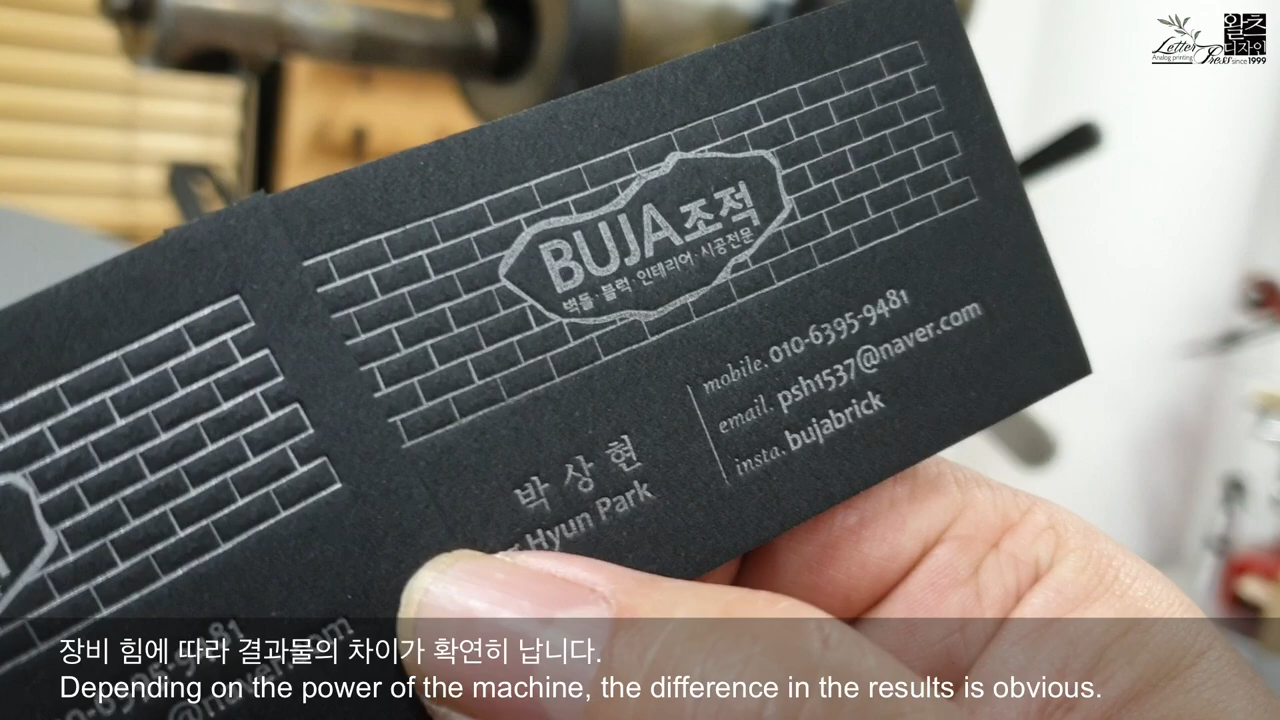 Letter Press
Analog printing
since 1999
왈츠
디자인
BUJA조적
벽돌·블럭·인테리어·시공전문
mobile. 010-6395-9481
email. psh1537@naver.com
insta. bujabrick
박상현
Hyun Park
장비 힘에 따라 결과물의 차이가 확연히 납니다.
Depending on the power of the machine, the difference in the results is obvious.